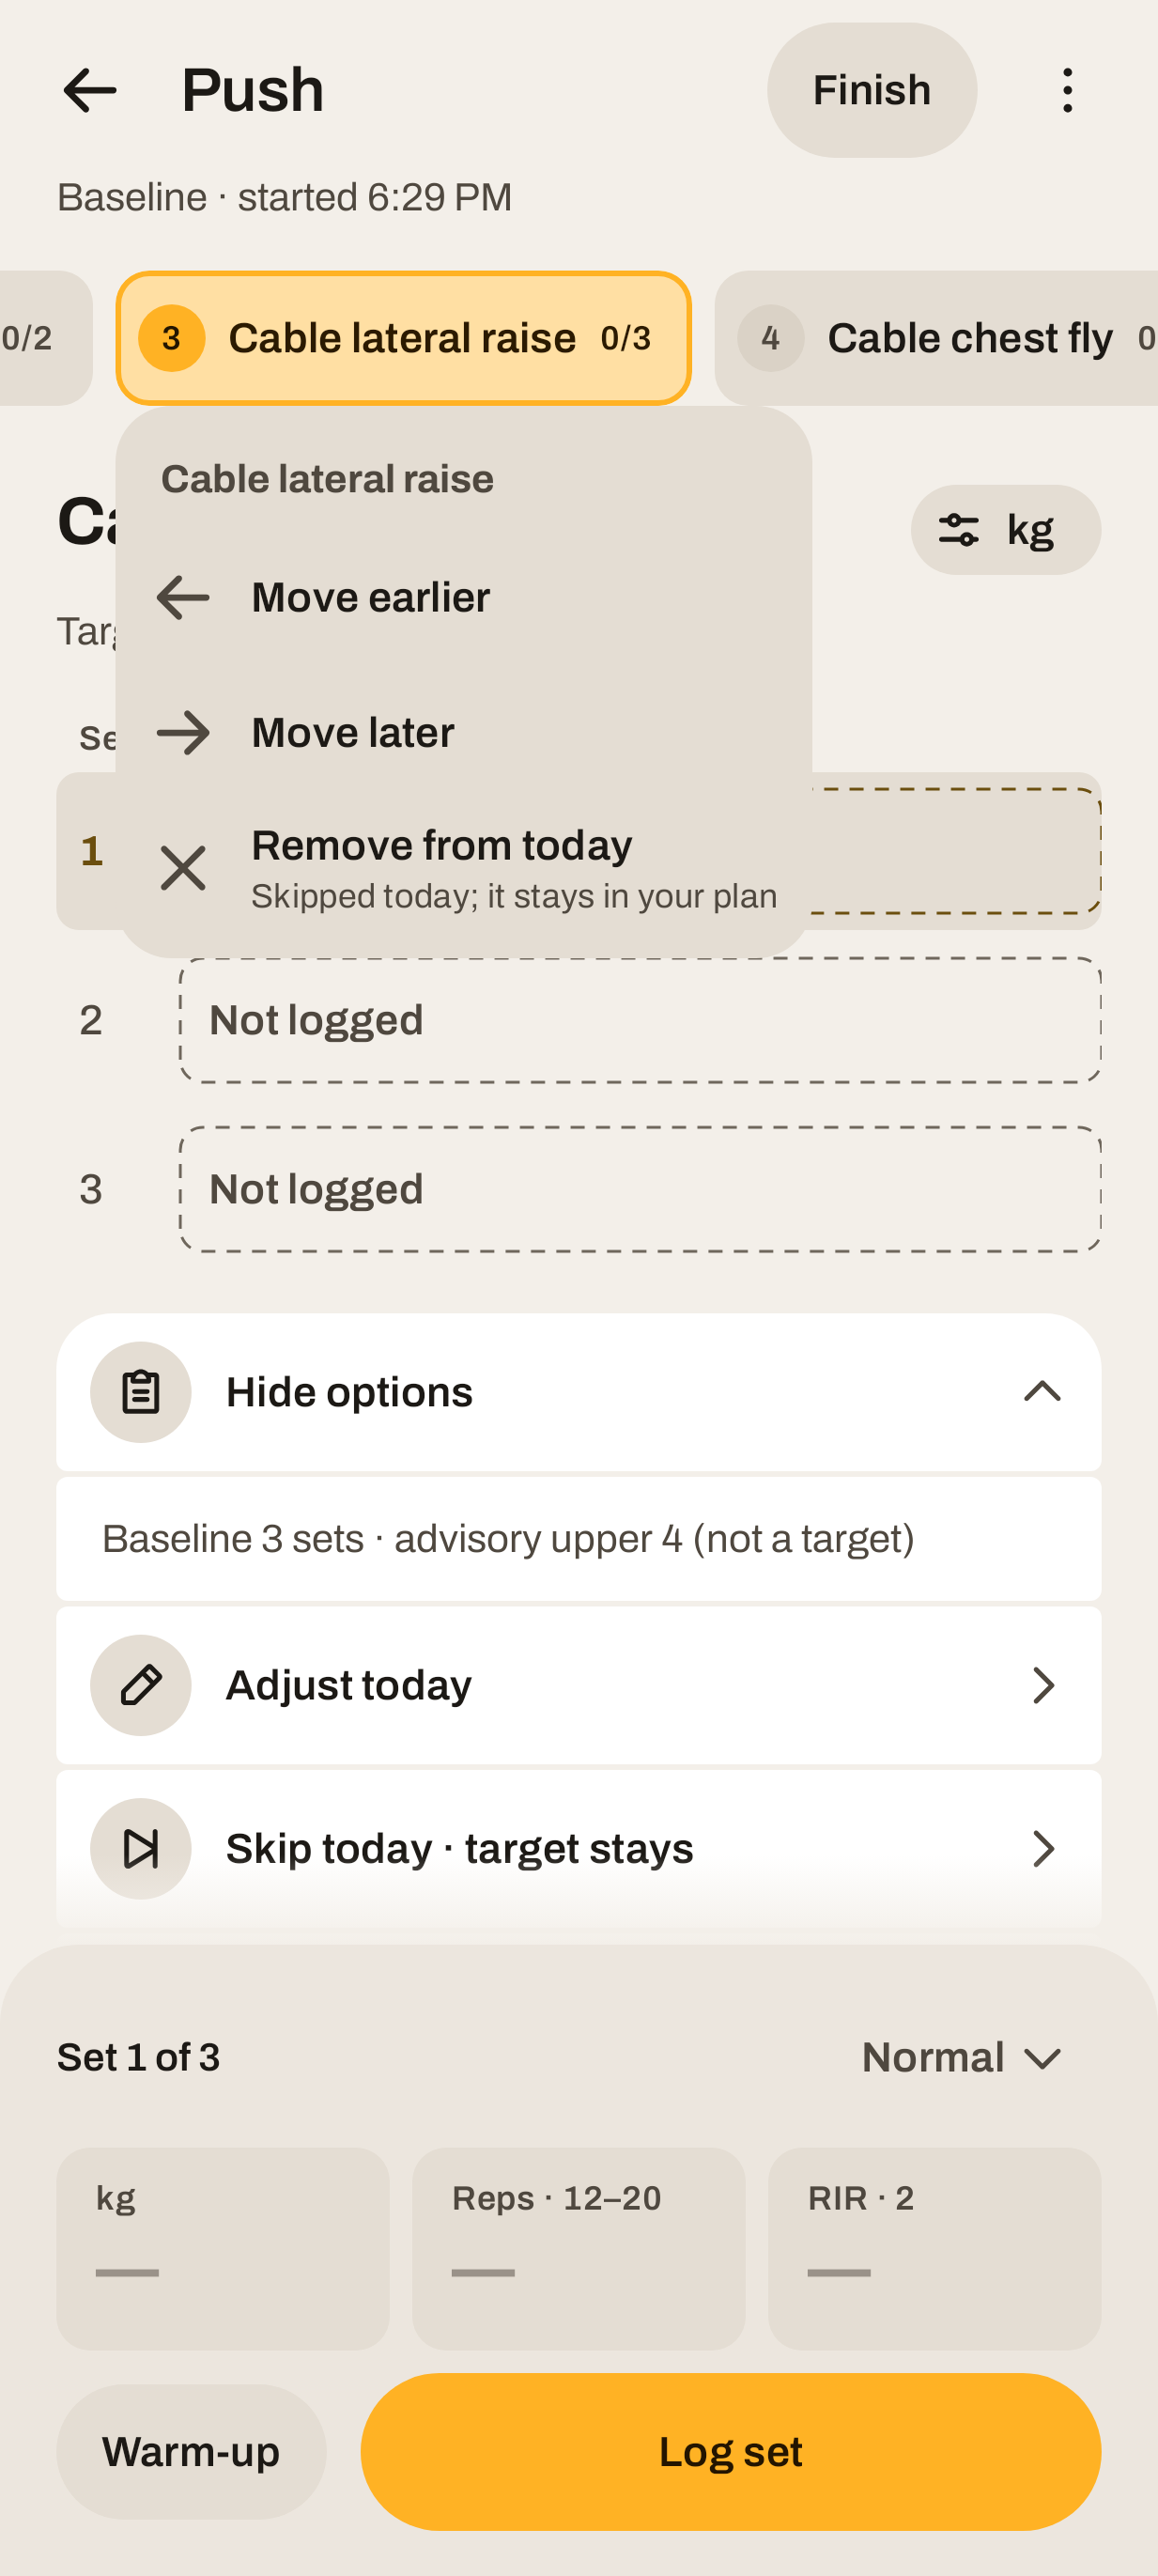 Push
Finish
Baseline · started 6:29 PM
0/2
3 Cable lateral raise 0/3
4 Cable chest fly 0
Cable lateral raise
kg
Move earlier
Move later
1
Remove from today
Skipped today; it stays in your plan
2 Not logged
3 Not logged
Hide options
Baseline 3 sets · advisory upper 4 (not a target)
Adjust today
Skip today · target stays
Set 1 of 3
Normal
kg
Reps · 12–20
RIR · 2
—
—
—
Warm-up
Log set